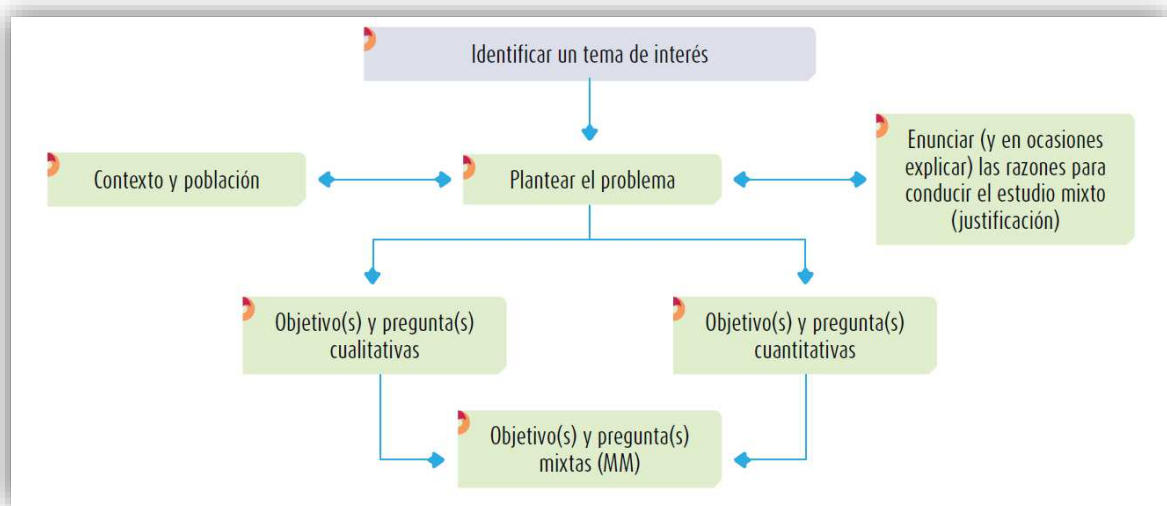 Identificar un tema de interés
Contexto y población
Plantear el problema
Enunciar (y en ocasiones
explicar) las razones para
conducir el estudio mixto
(justificación)
Objetivo(s) y pregunta(s)
cualitativas
Objetivo(s) y pregunta(s)
cuantitativas
Objetivo(s) y pregunta(s)
mixtas (MM)